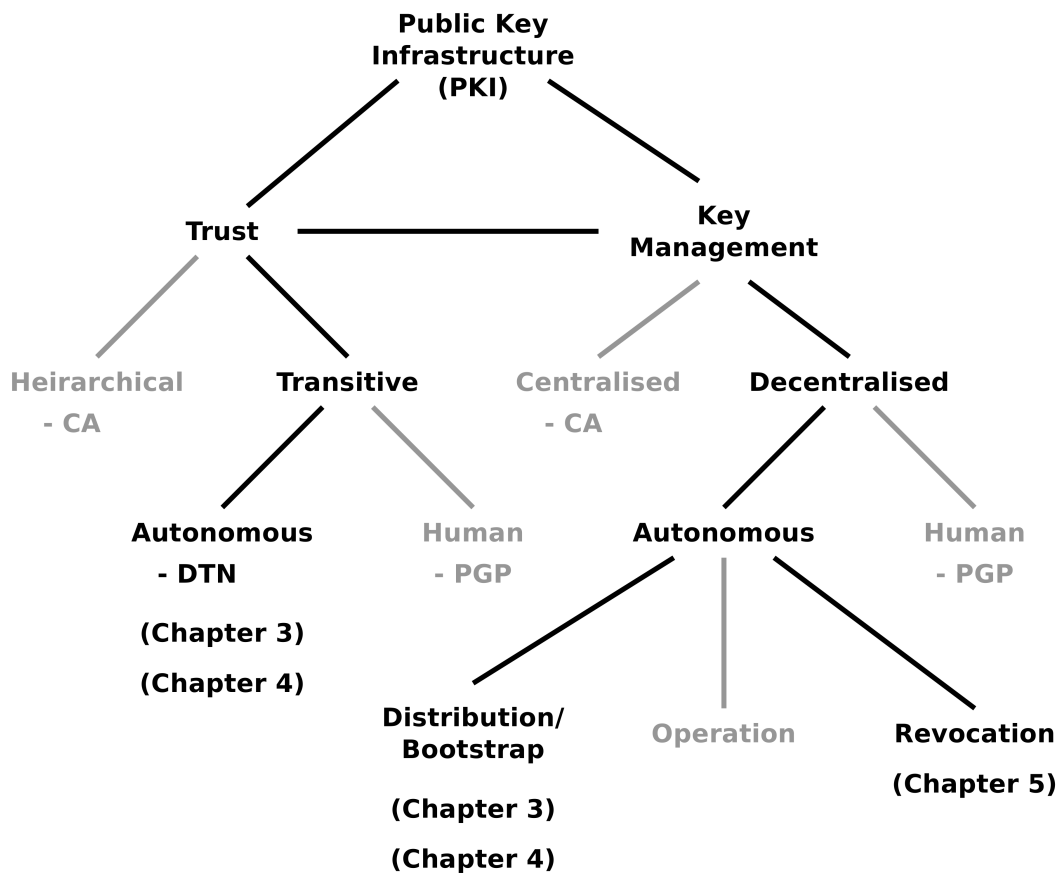 Public Key
Infrastructure
(PKI)
Trust
Key
Management
Heirarchical
- CA
Transitive
Centralised
- CA
Decentralised
Autonomous
- DTN
(Chapter 3)
(Chapter 4)
Human
- PGP
Autonomous
Human
- PGP
Distribution/
Bootstrap
(Chapter 3)
(Chapter 4)
Operation
Revocation
(Chapter 5)